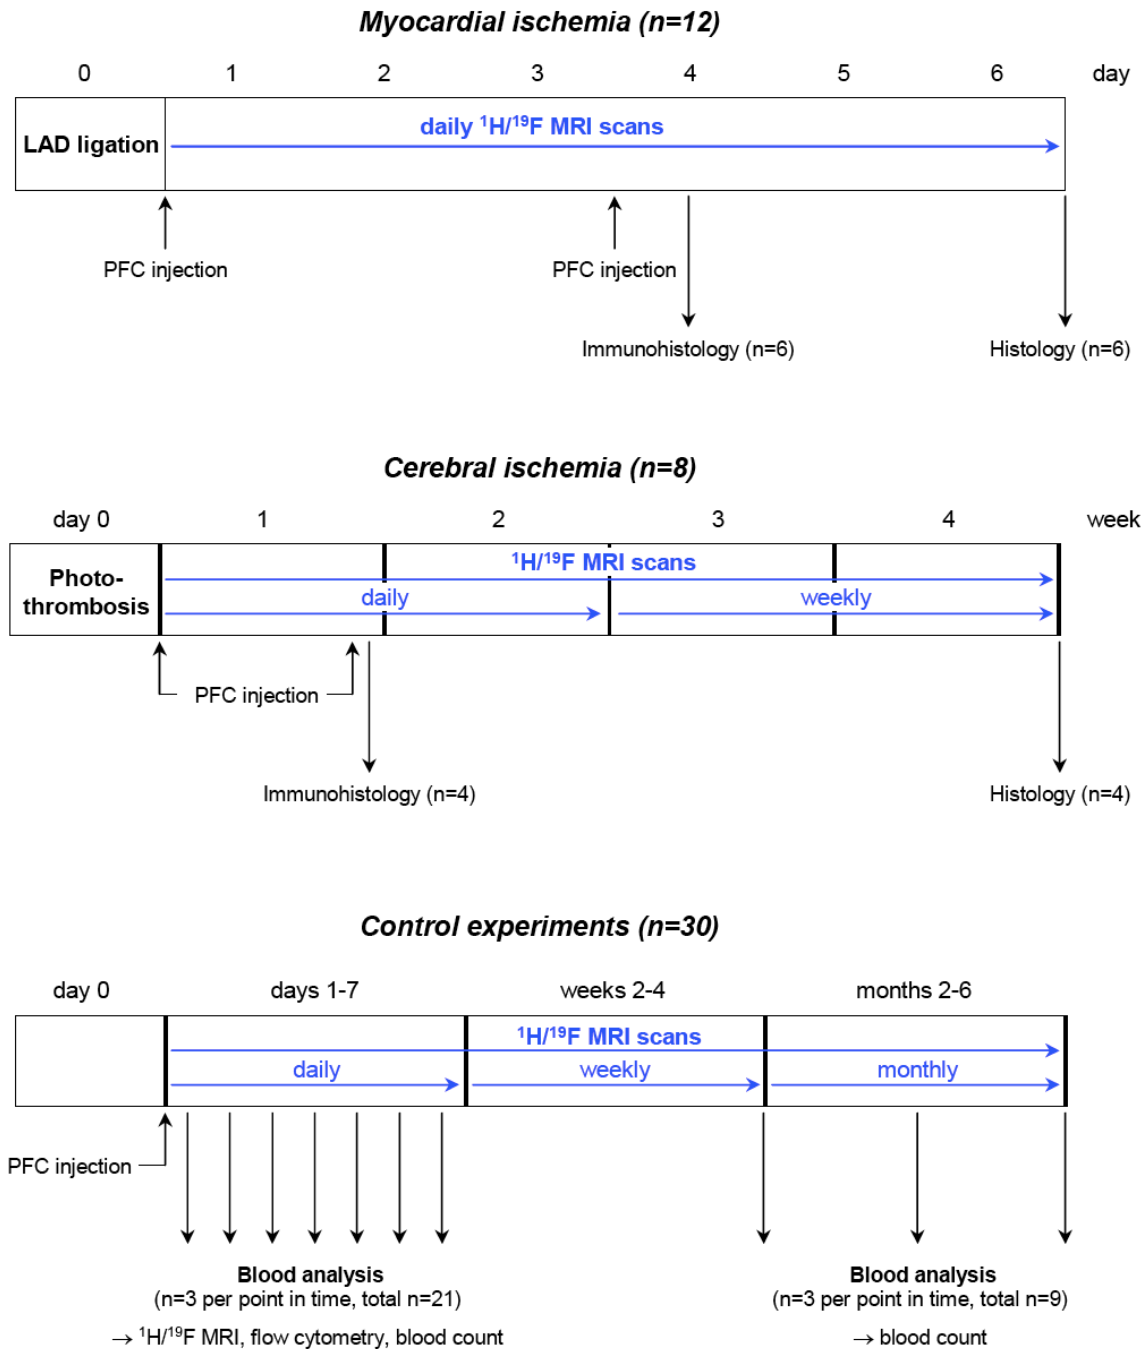 Myocardial ischemia (n=12)
0 1 2 3 4 5 6 day
LAD ligation
daily ¹H/¹⁹F MRI scans
PFC injection
PFC injection
Immunohistology (n=6)
Histology (n=6)
Cerebral ischemia (n=8)
day 0 1 2 3 4 week
Photo-
thrombosis
¹H/¹⁹F MRI scans
daily
weekly
PFC injection
Immunohistology (n=4)
Histology (n=4)
Control experiments (n=30)
day 0 days 1-7 weeks 2-4 months 2-6
¹H/¹⁹F MRI scans
daily
weekly
monthly
PFC injection
Blood analysis
(n=3 per point in time, total n=21)
→ ¹H/¹⁹F MRI, flow cytometry, blood count
Blood analysis
(n=3 per point in time, total n=9)
→ blood count